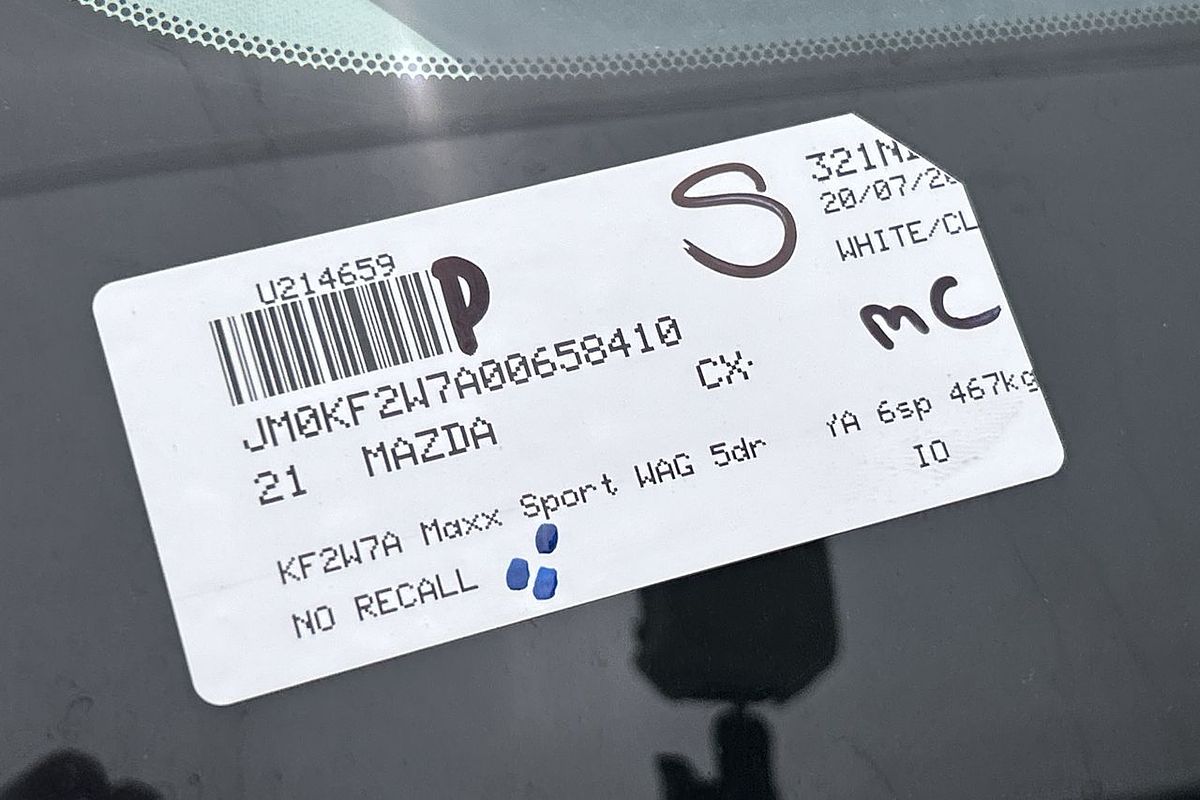 S
321N
20/07/2
WHITE/CL
U214659
P
MC
JM0KF2W7A00658410
21 MAZDA CX-
KF2W7A Maxx Sport WAG 5dr YA 6sp 467kg
NO RECALL IO